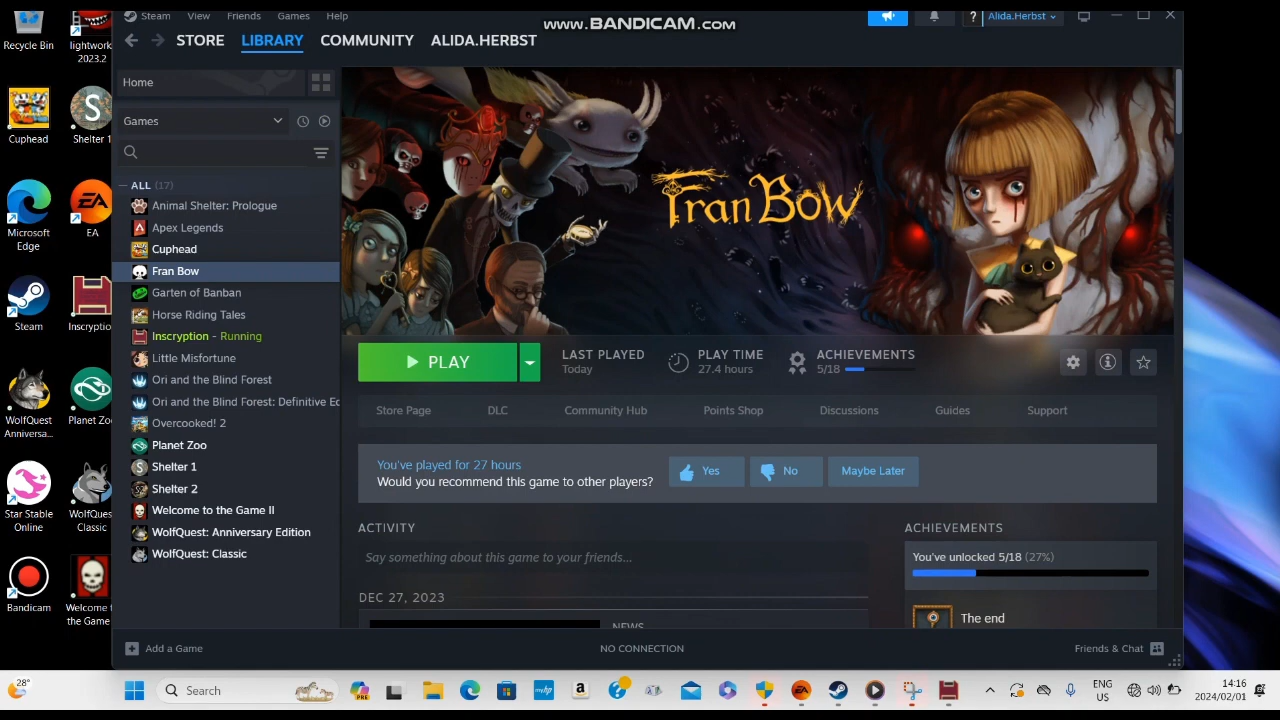 Steam View Friends Games Help
www.BANDICAM.com
? Alida.Herbst
STORE LIBRARY COMMUNITY ALIDA.HERBST
Recycle Bin
lightwork
2023.2
Cuphead
Shelter 1
Microsoft
Edge
EA
Steam
Inscryptio
WolfQuest
Anniversa...
Planet Zo
Star Stable
Online
WolfQues
Classic
Bandicam
Welcome t
the Game
Home
Games
ALL (17)
Animal Shelter: Prologue
Apex Legends
Cuphead
Fran Bow
Garten of Banban
Horse Riding Tales
Inscryption - Running
Little Misfortune
Ori and the Blind Forest
Ori and the Blind Forest: Definitive Ed
Overcooked! 2
Planet Zoo
Shelter 1
Shelter 2
Welcome to the Game II
WolfQuest: Anniversary Edition
WolfQuest: Classic
Fran Bow
PLAY
LAST PLAYED
Today
PLAY TIME
27.4 hours
ACHIEVEMENTS
5/18
Store Page DLC Community Hub Points Shop Discussions Guides Support
You've played for 27 hours
Would you recommend this game to other players?
Yes No Maybe Later
ACTIVITY
Say something about this game to your friends...
DEC 27, 2023
NEWS
ACHIEVEMENTS
You've unlocked 5/18 (27%)
The end
Add a Game NO CONNECTION Friends & Chat
28°
Search
PRE
myhp
EA
ENG
US
14:16
2024/02/01